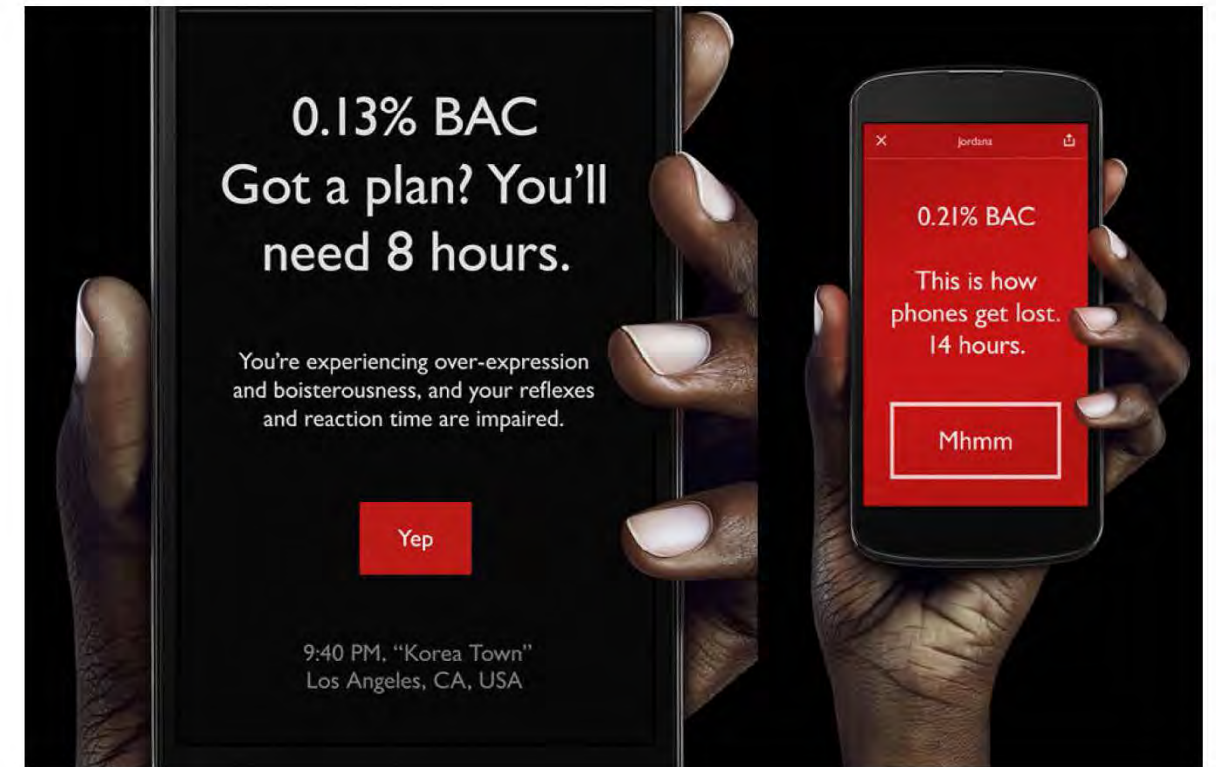 0.13% BAC
Got a plan? You'll
need 8 hours.
You're experiencing over-expression
and boisterousness, and your reflexes
and reaction time are impaired.
Yep
9:40 PM, “Korea Town”
Los Angeles, CA, USA
Jordana
0.21% BAC
This is how
phones get lost.
14 hours.
Mhmm